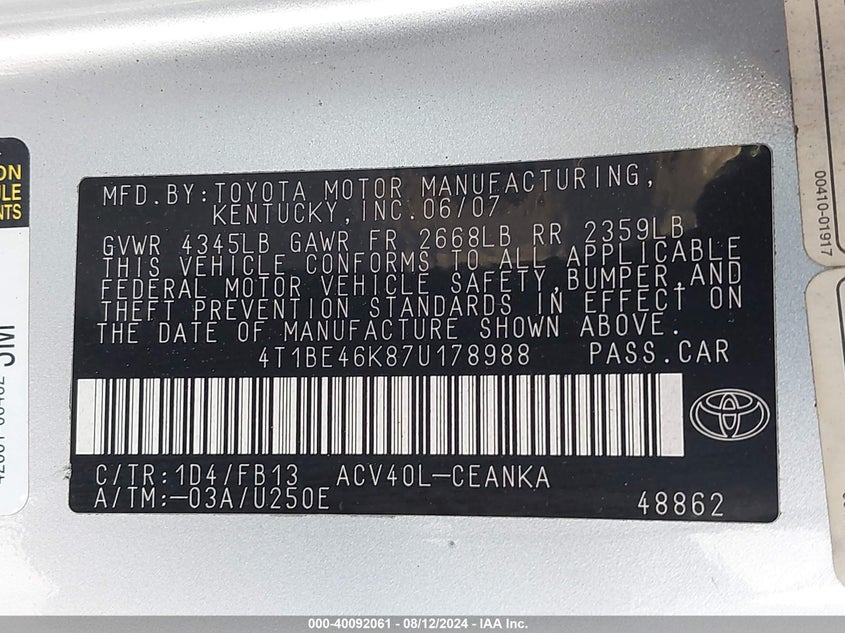 MFD.BY:TOYOTA MOTOR MANUFACTURING,
KENTUCKY,INC.06/07
GVWR 4345LB GAWR FR 2668LB RR 2359LB
THIS VEHICLE CONFORMS TO ALL APPLICABLE
FEDERAL MOTOR VEHICLE SAFETY,BUMPER,AND
THEFT PREVENTION STANDARDS IN EFFECT ON
THE DATE OF MANUFACTURE SHOWN ABOVE.
4T1BE46K87U178988 PASS.CAR
C/TR:1D4/FB13 ACV40L-CEANKA
A/TM:-03A/U250E
48862
00410-01917
000-40092061 - 08/12/2024 - IAA Inc.